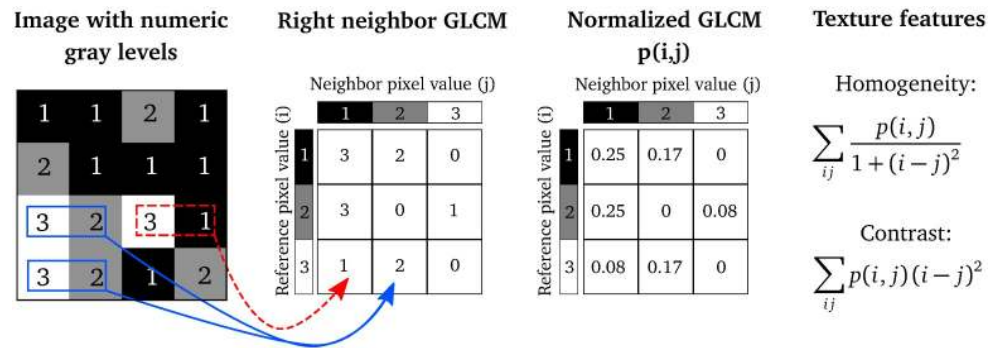 Image with numeric
gray levels
1 1 2 1
2 1 1 1
3 2 3 1
3 2 1 2
Right neighbor GLCM
Neighbor pixel value (j)
Reference pixel value (i)
1 2 3
1 3 2 0
2 3 0 1
3 1 2 0
Normalized GLCM
p(i,j)
Neighbor pixel value (j)
Reference pixel value (i)
1 2 3
1 0.25 0.17 0
2 0.25 0 0.08
3 0.08 0.17 0
Texture features
Homogeneity:
∑ij p(i, j) / 1 + (i − j)²
Contrast:
∑ij p(i, j)(i − j)²